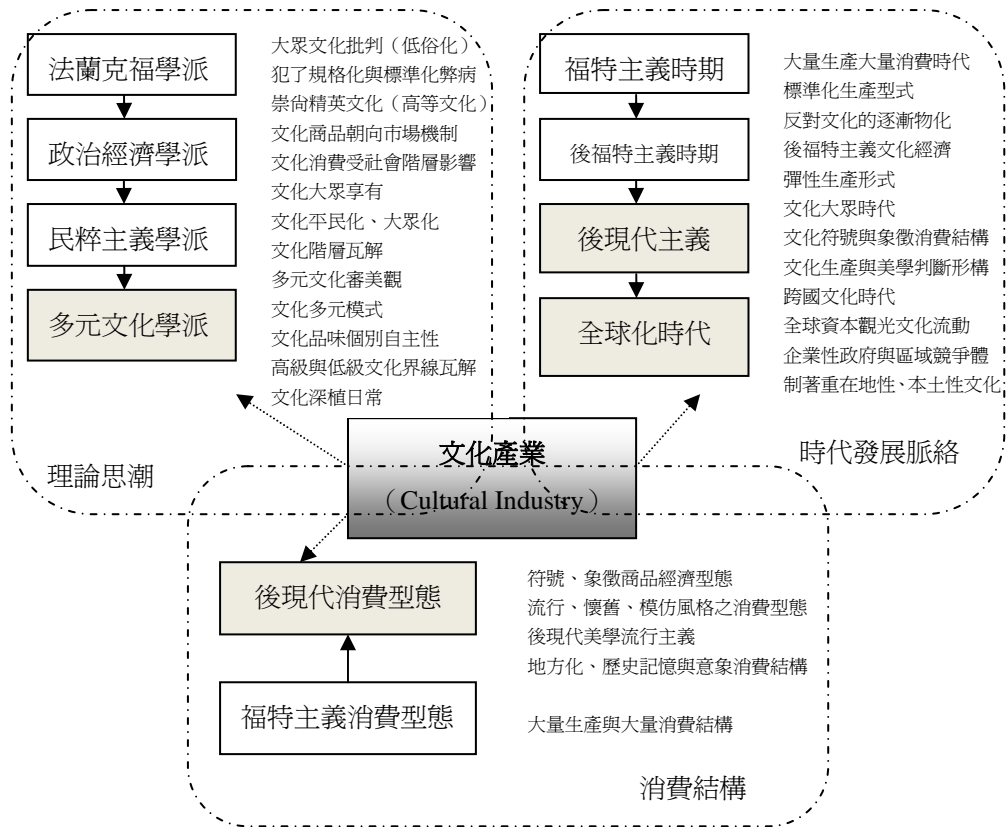 法蘭克福學派
政治經濟學派
民粹主義學派
多元文化學派
大眾文化批判（低俗化）
犯了規格化與標準化弊病
崇尚精英文化（高等文化）
文化商品朝向市場機制
文化消費受社會階層影響
文化大眾享有
文化平民化、大眾化
文化階層瓦解
多元文化審美觀
文化多元模式
文化品味個別自主性
高級與低級文化界線瓦解
文化深植日常
理論思潮
福特主義時期
後福特主義時期
後現代主義
全球化時代
大量生產大量消費時代
標準化生產型式
反對文化的逐漸物化
後福特主義文化經濟
彈性生產形式
文化大眾時代
文化符號與象徵消費結構
文化生產與美學判斷形構
跨國文化時代
全球資本觀光文化流動
企業性政府與區域競爭體
制著重在地性、本土性文化
時代發展脈絡
文化產業
（Cultural Industry）
後現代消費型態
福特主義消費型態
符號、象徵商品經濟型態
流行、懷舊、模仿風格之消費型態
後現代美學流行主義
地方化、歷史記憶與意象消費結構
大量生產與大量消費結構
消費結構